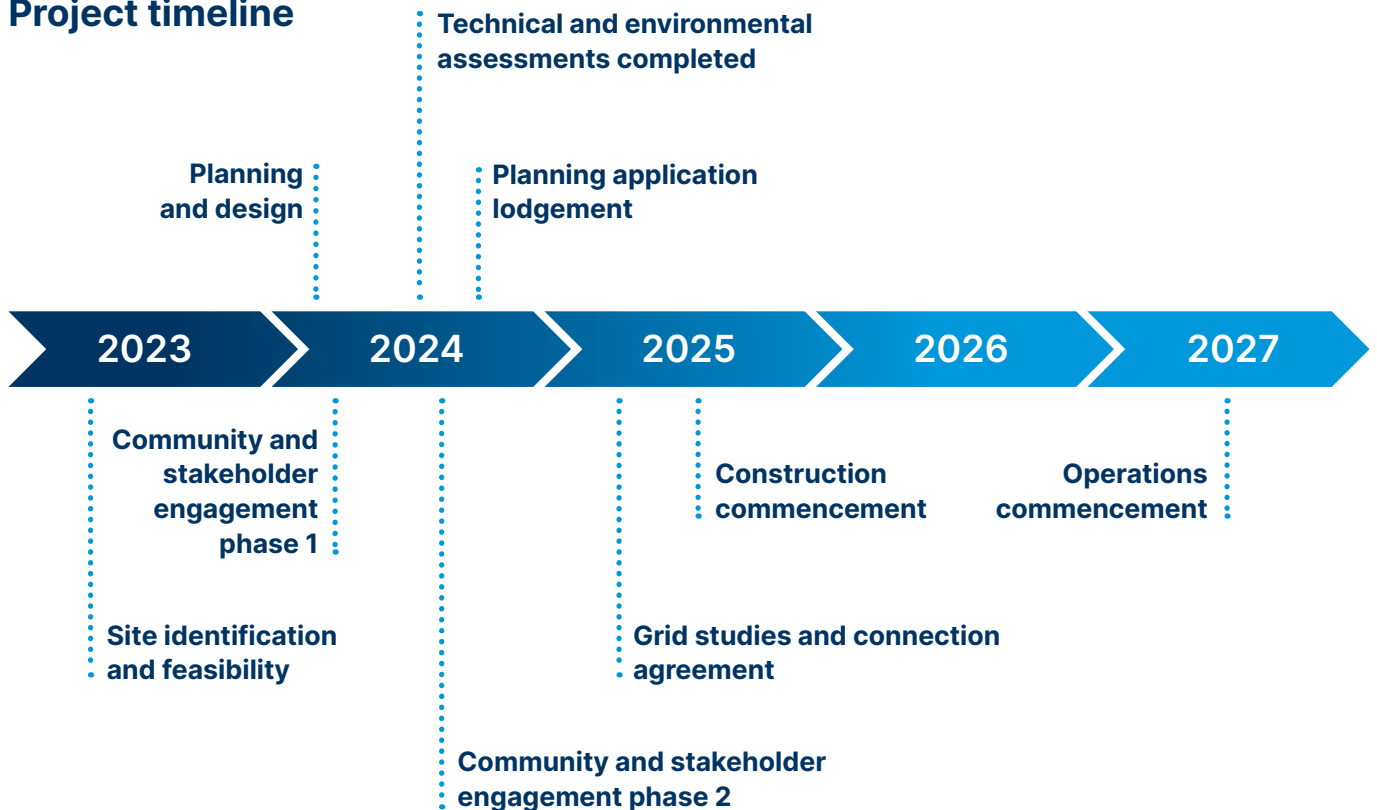 Project timeline
Technical and environmental
assessments completed
Planning
and design
Planning application
lodgement
2023
2024
2025
2026
2027
Community and
stakeholder
engagement
phase 1
Construction
commencement
Operations
commencement
Site identification
and feasibility
Grid studies and connection
agreement
Community and stakeholder
engagement phase 2